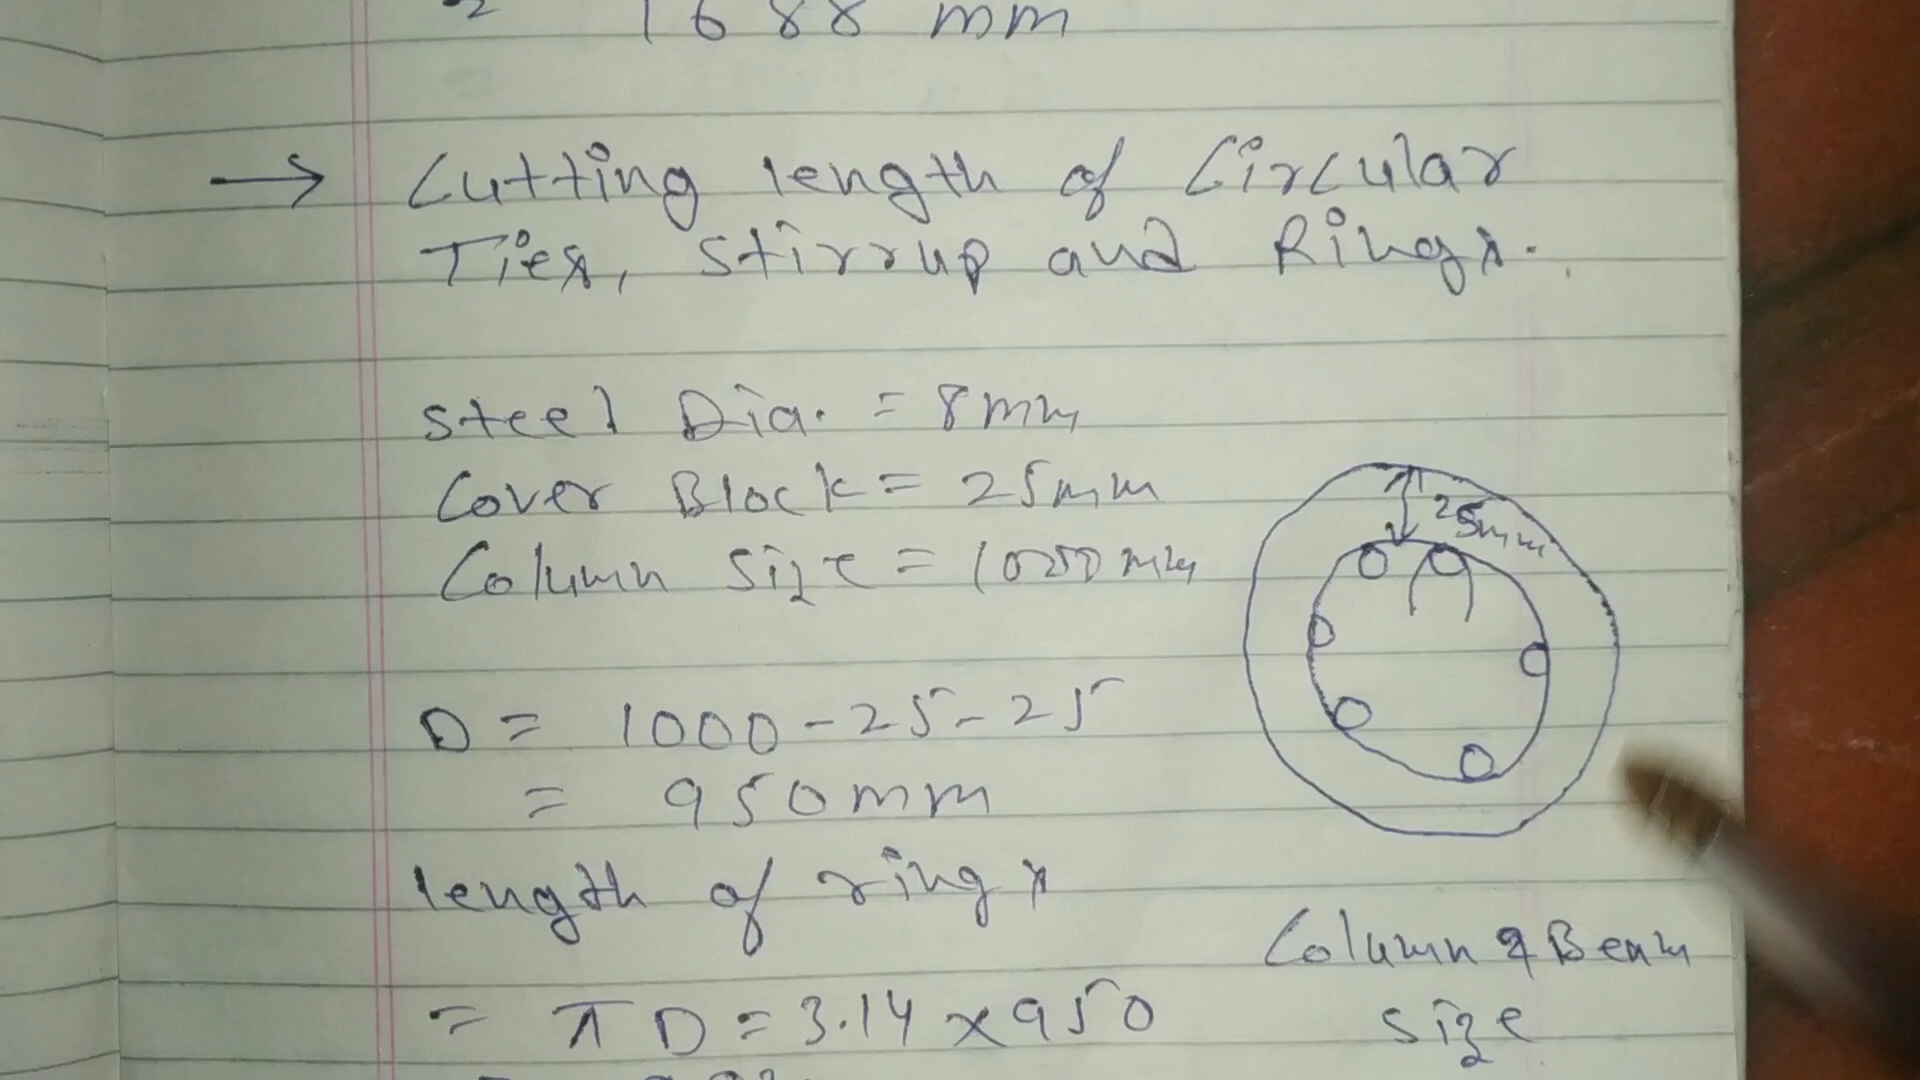 1688 mm
→ Cutting length of Circular
Ties, stirrup and Rings.
steel Dia. = 8mm
Cover Block = 25mm
Column Size = 1000 mm
25mm
D = 1000 - 25 - 25
= 950mm
length of rings
= π D = 3.14 x 950
Column & Beam
size